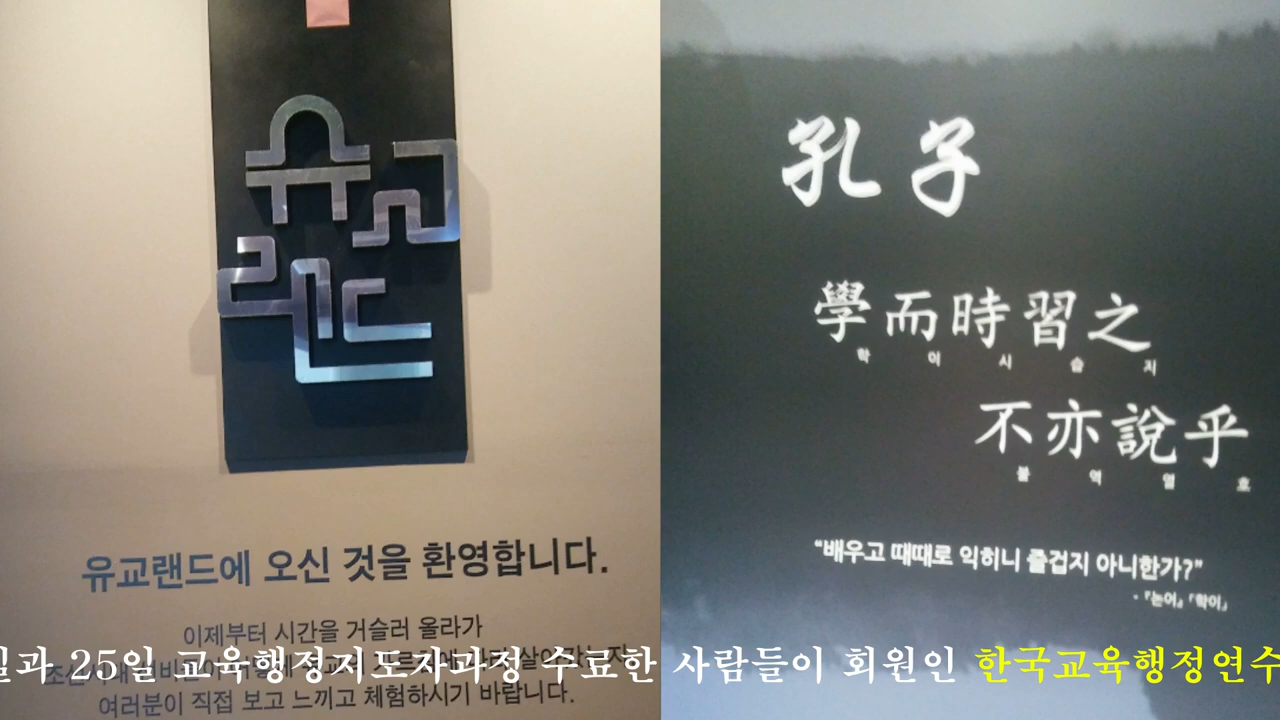 유교
랜드
유교랜드에 오신 것을 환영합니다.
이제부터 시간을 거슬러 올라가
여러분이 직접 보고 느끼고 체험하시기 바랍니다.
孔子
學而時習之
학 이 시 습 지
不亦說乎
불 역 열 호
“배우고 때때로 익히니 즐겁지 아니한가?”
-『논어』「학이」
25일 교육행정지도자과정 수료한 사람들이 회원인 한국교육행정연수